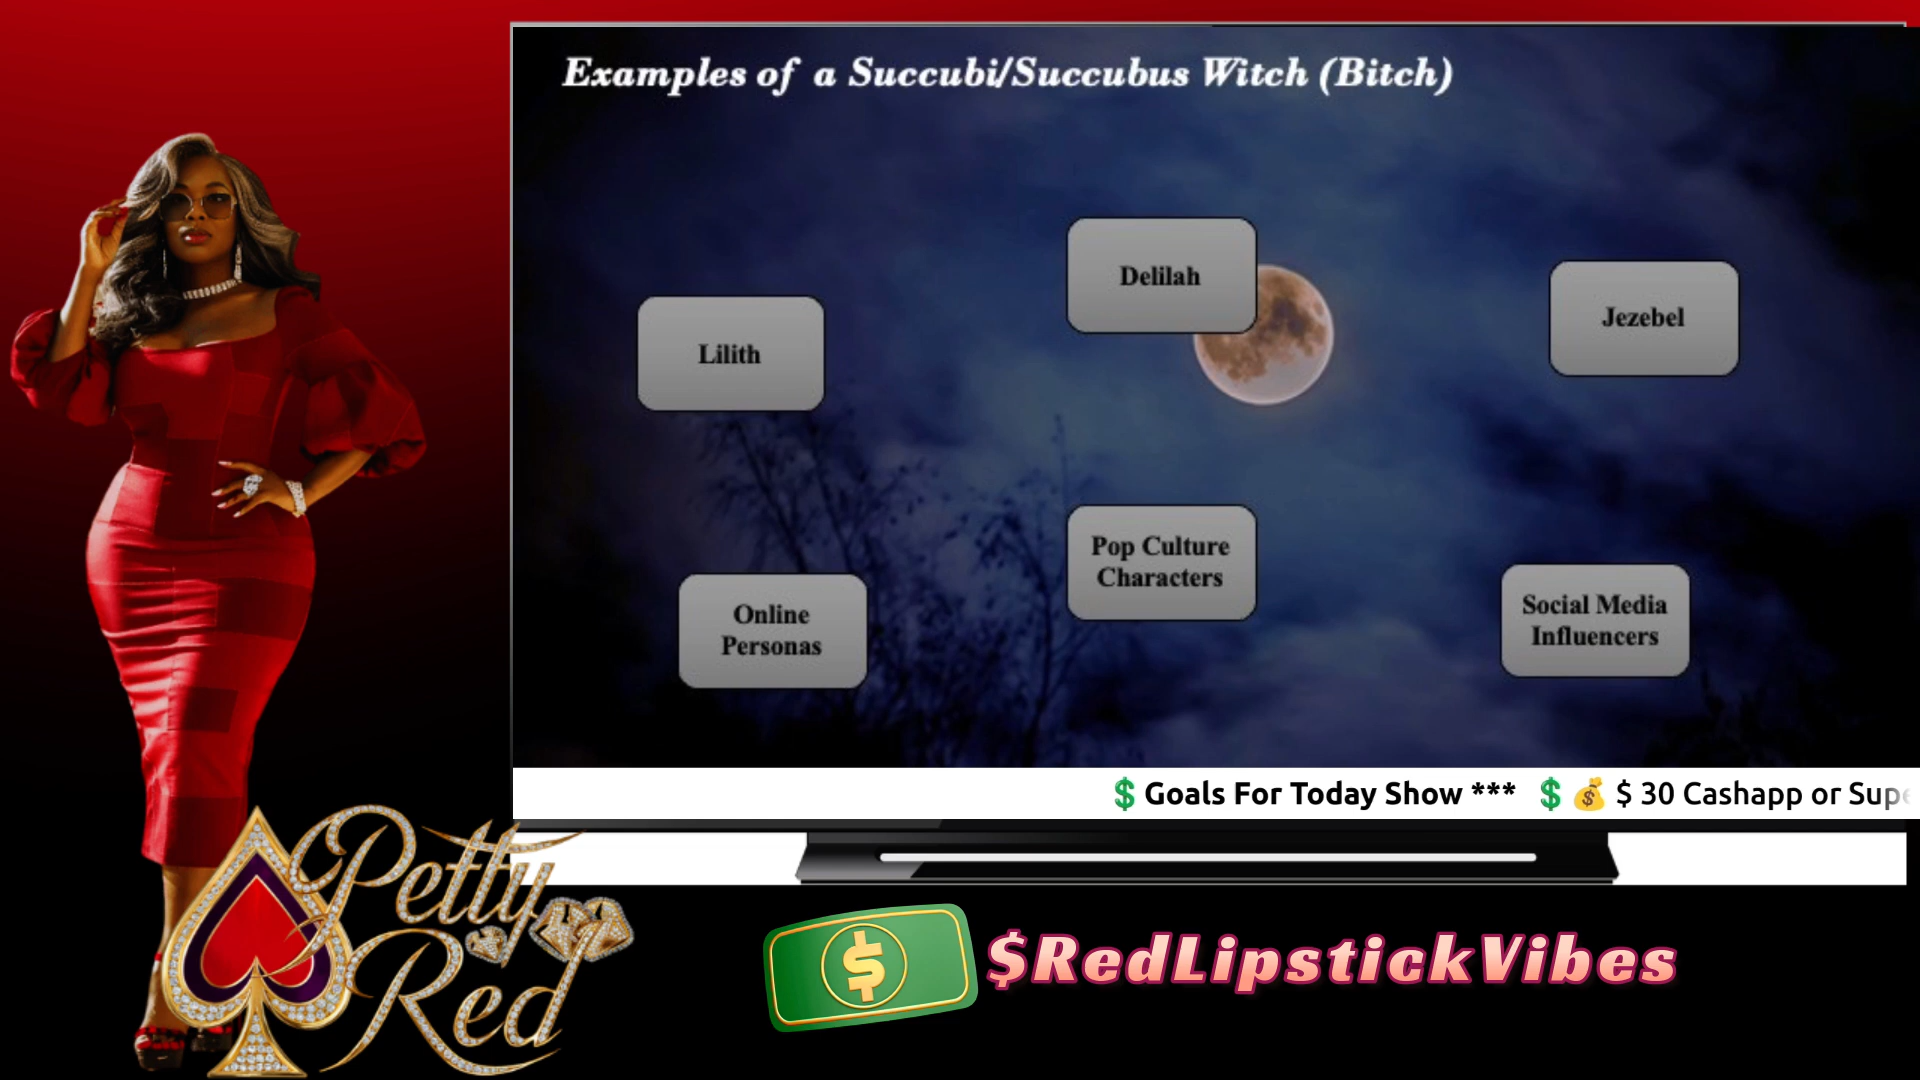 Examples of a Succubi/Succubus Witch (Bitch)
Delilah
Jezebel
Lilith
Pop Culture
Characters
Online
Personas
Social Media
Influencers
💲Goals For Today Show *** 💲💰 $ 30 Cashapp or Supe
Petty
Red
$
$RedLipstickVibes